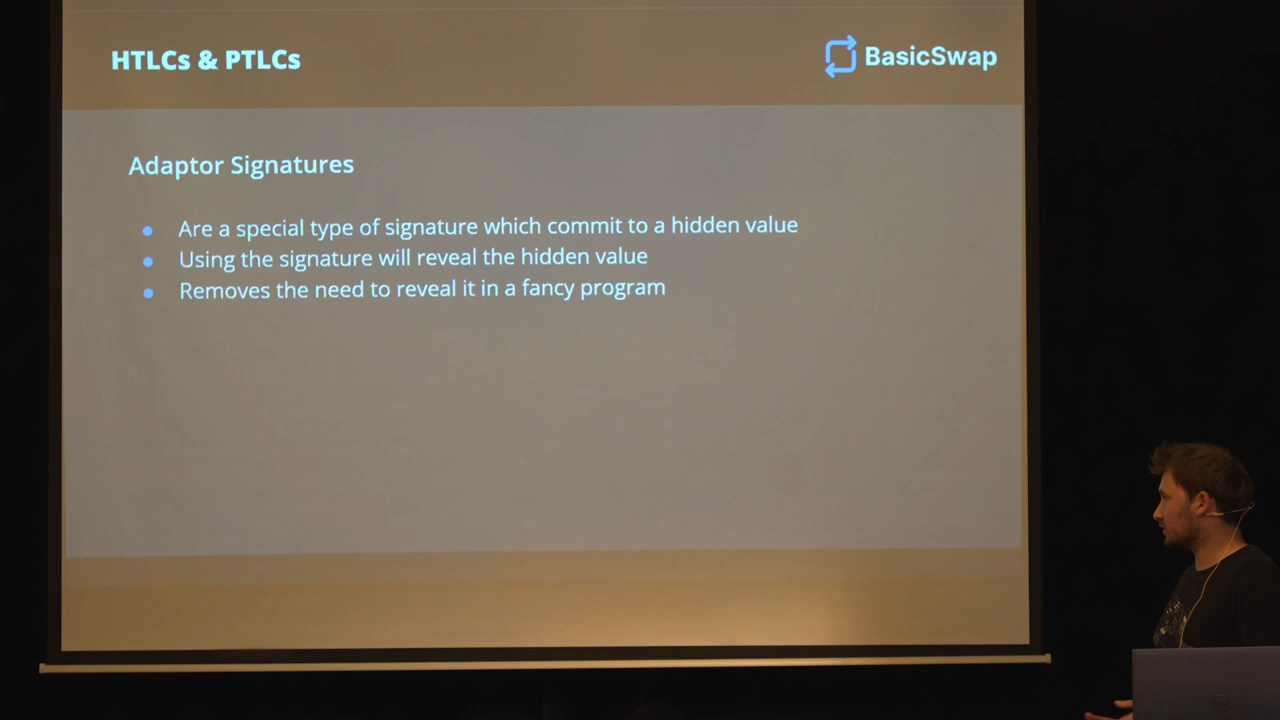 HTLCs & PTLCs
BasicSwap
Adaptor Signatures
Are a special type of signature which commit to a hidden value
Using the signature will reveal the hidden value
Removes the need to reveal it in a fancy program